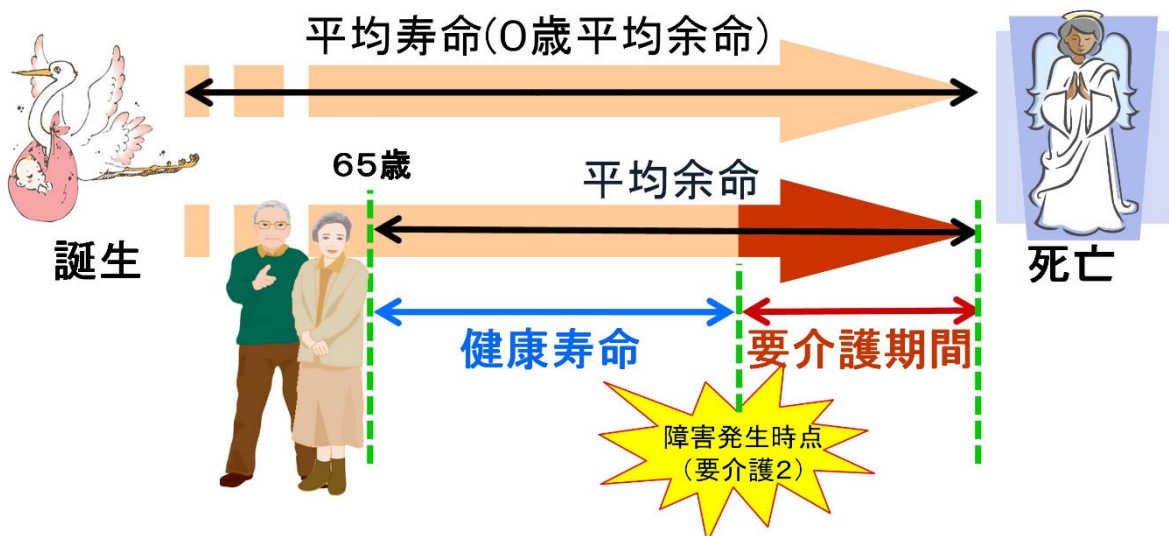 平均寿命(0歳平均余命)
65歳
平均余命
誕生
死亡
健康寿命
要介護期間
障害発生時点
(要介護2)